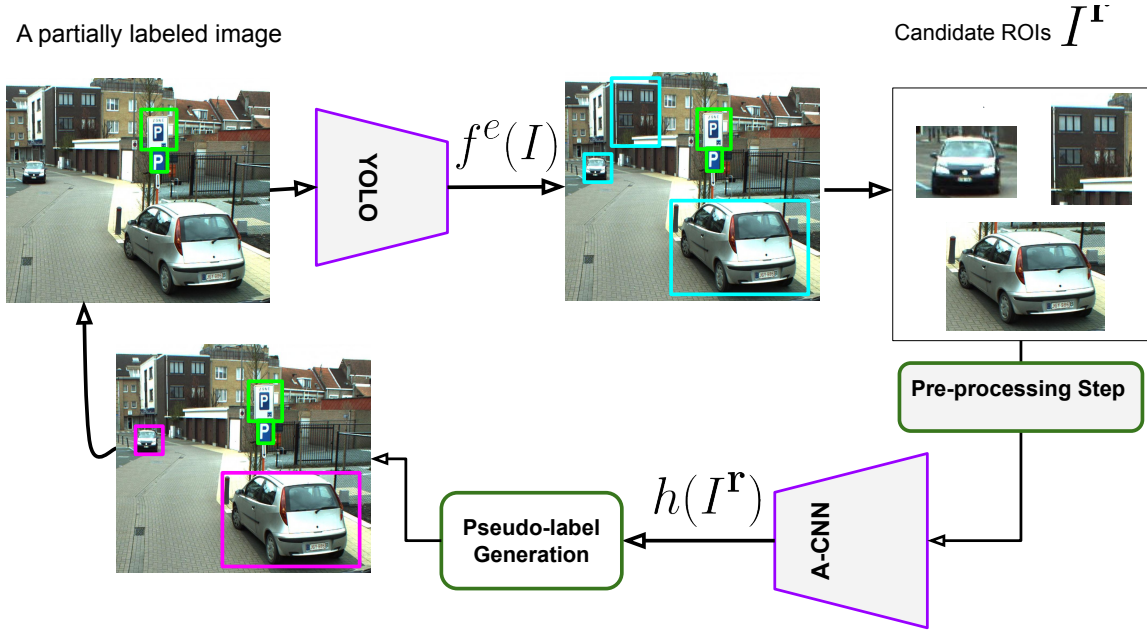 A partially labeled image
Candidate ROIs I^r
P
P
YOLO
f^e(I)
P
P
Pre-processing Step
P
P
h(I^r)
Pseudo-label
Generation
A-CNN